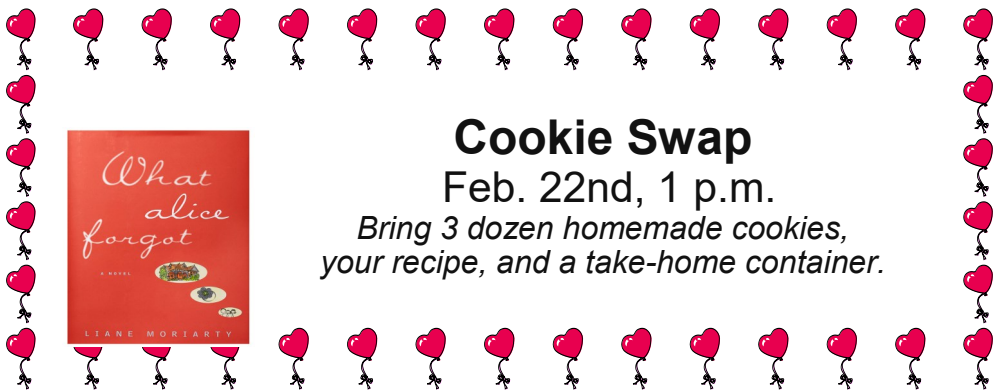 What
alice
forgot
A NOVEL
LIANE MORIARTY
Cookie Swap
Feb. 22nd, 1 p.m.
Bring 3 dozen homemade cookies,
your recipe, and a take-home container.